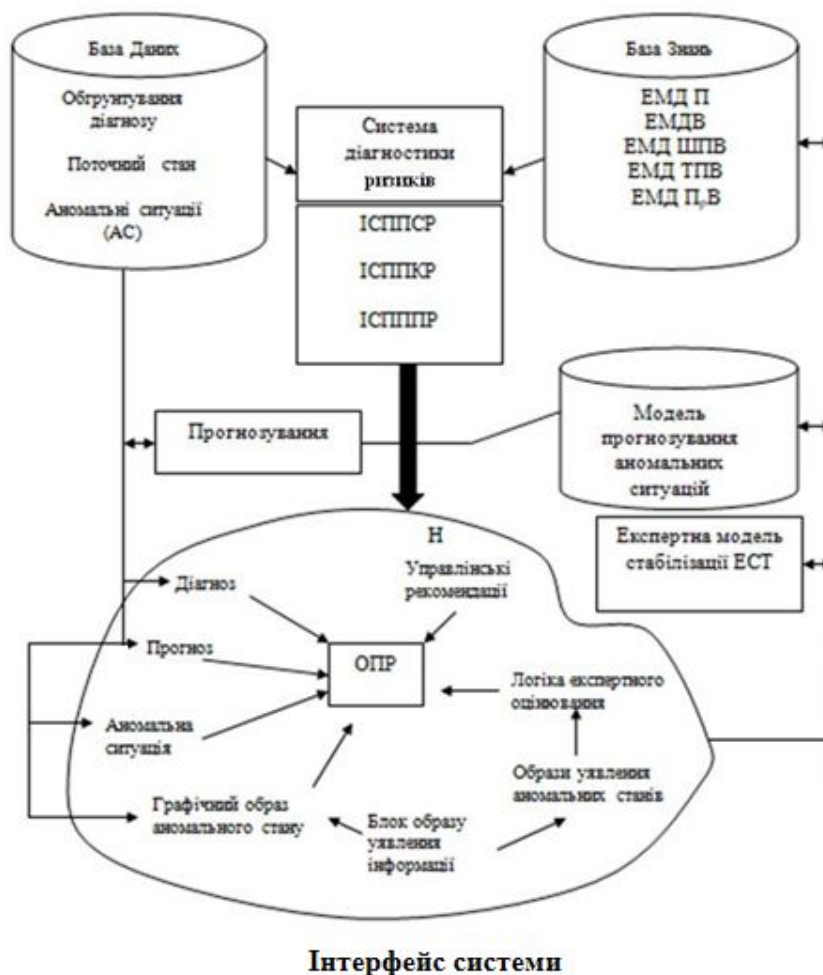 База Даних
Обгрунтування
діагнозу
Поточний стан
Аномальні ситуації
(АС)
Система
діагностики
ризиків
ІСППСР
ІСППКР
ІСПППР
База Знань
ЕМД П
ЕМДВ
ЕМД ШПВ
ЕМД ТПВ
ЕМД ПрВ
Прогнозування
Модель
прогнозування
аномальних
ситуацій
Експертна модель
стабілізації ЕСТ
Н
Управлінські
рекомендації
Діагноз
Прогноз
ОПР
Аномальна
ситуація
Логіка експертного
оцінювання
Графічний образ
аномального стану
Блок образу
уявлення
інформації
Образи уявлення
аномальних станів
Інтерфейс системи